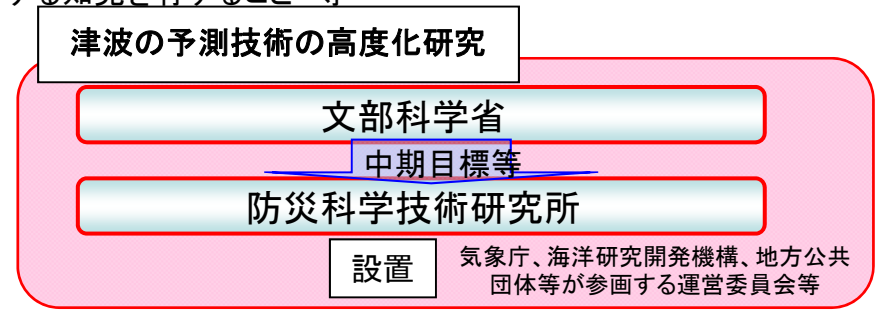 津波の予測技術の高度化研究
文部科学省
中期目標等
防災科学技術研究所
設置
気象庁、海洋研究開発機構、地方公共
団体等が参画する運営委員会等